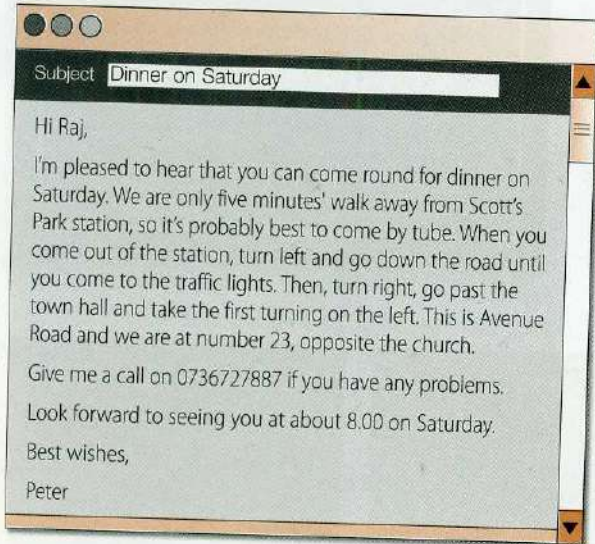 Subject Dinner on Saturday
Hi Raj,
I'm pleased to hear that you can come round for dinner on
Saturday. We are only five minutes' walk away from Scott's
Park station, so it's probably best to come by tube. When you
come out of the station, turn left and go down the road until
you come to the traffic lights. Then, turn right, go past the
town hall and take the first turning on the left. This is Avenue
Road and we are at number 23, opposite the church.
Give me a call on 0736727887 if you have any problems.
Look forward to seeing you at about 8.00 on Saturday.
Best wishes,
Peter